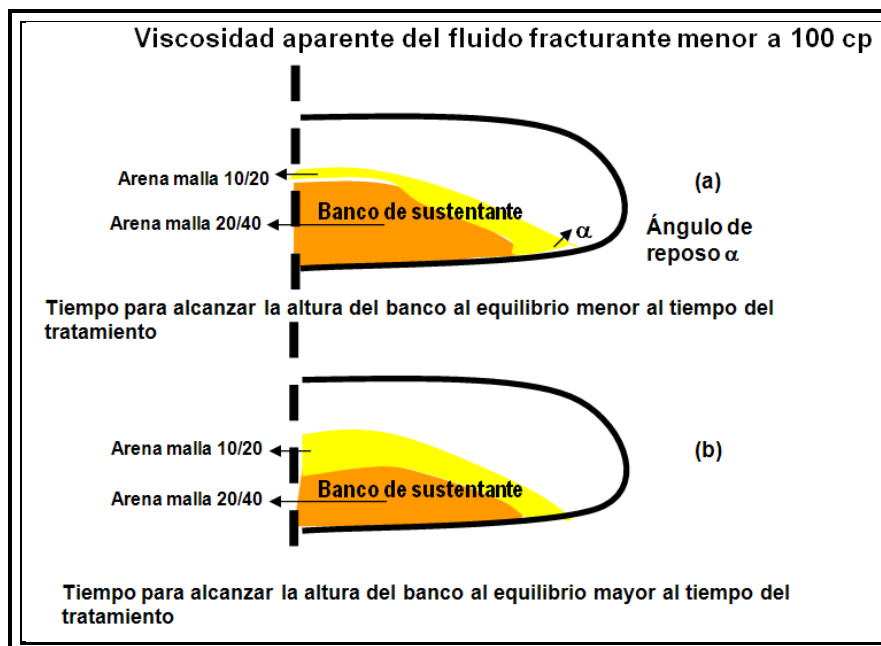 Viscosidad aparente del fluido fracturante menor a 100 cp
Arena malla 10/20
(a)
Arena malla 20/40
Banco de sustentante
α
Ángulo de
reposo α
Tiempo para alcanzar la altura del banco al equilibrio menor al tiempo del
tratamiento
Arena malla 10/20
(b)
Arena malla 20/40
Banco de sustentante
Tiempo para alcanzar la altura del banco al equilibrio mayor al tiempo del
tratamiento